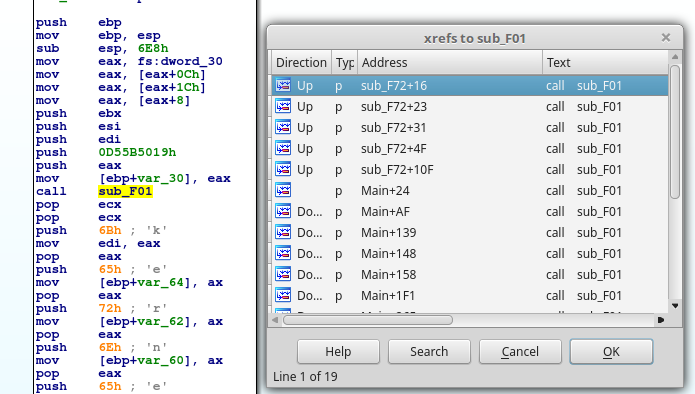 push ebp
mov ebp, esp
sub esp, 6E8h
mov eax, fs:dword_30
mov eax, [eax+0Ch]
mov eax, [eax+1Ch]
mov eax, [eax+8]
push ebx
push esi
push edi
push 0D55B5019h
push eax
mov [ebp+var_30], eax
call sub_F01
pop ecx
pop ecx
push 6Bh ; 'k'
mov edi, eax
pop eax
push 65h ; 'e'
mov [ebp+var_64], ax
pop eax
push 72h ; 'r'
mov [ebp+var_62], ax
pop eax
push 6Eh ; 'n'
mov [ebp+var_60], ax
pop eax
push 65h ; 'e'
xrefs to sub_F01
Direction Typ Address Text
Up p sub_F72+16 call sub_F01
Up p sub_F72+23 call sub_F01
Up p sub_F72+31 call sub_F01
Up p sub_F72+4F call sub_F01
Up p sub_F72+10F call sub_F01
p Main+24 call sub_F01
Do... p Main+AF call sub_F01
Do... p Main+139 call sub_F01
Do... p Main+148 call sub_F01
Do... p Main+158 call sub_F01
Do... p Main+1F1 call sub_F01
Help Search Cancel OK
Line 1 of 19